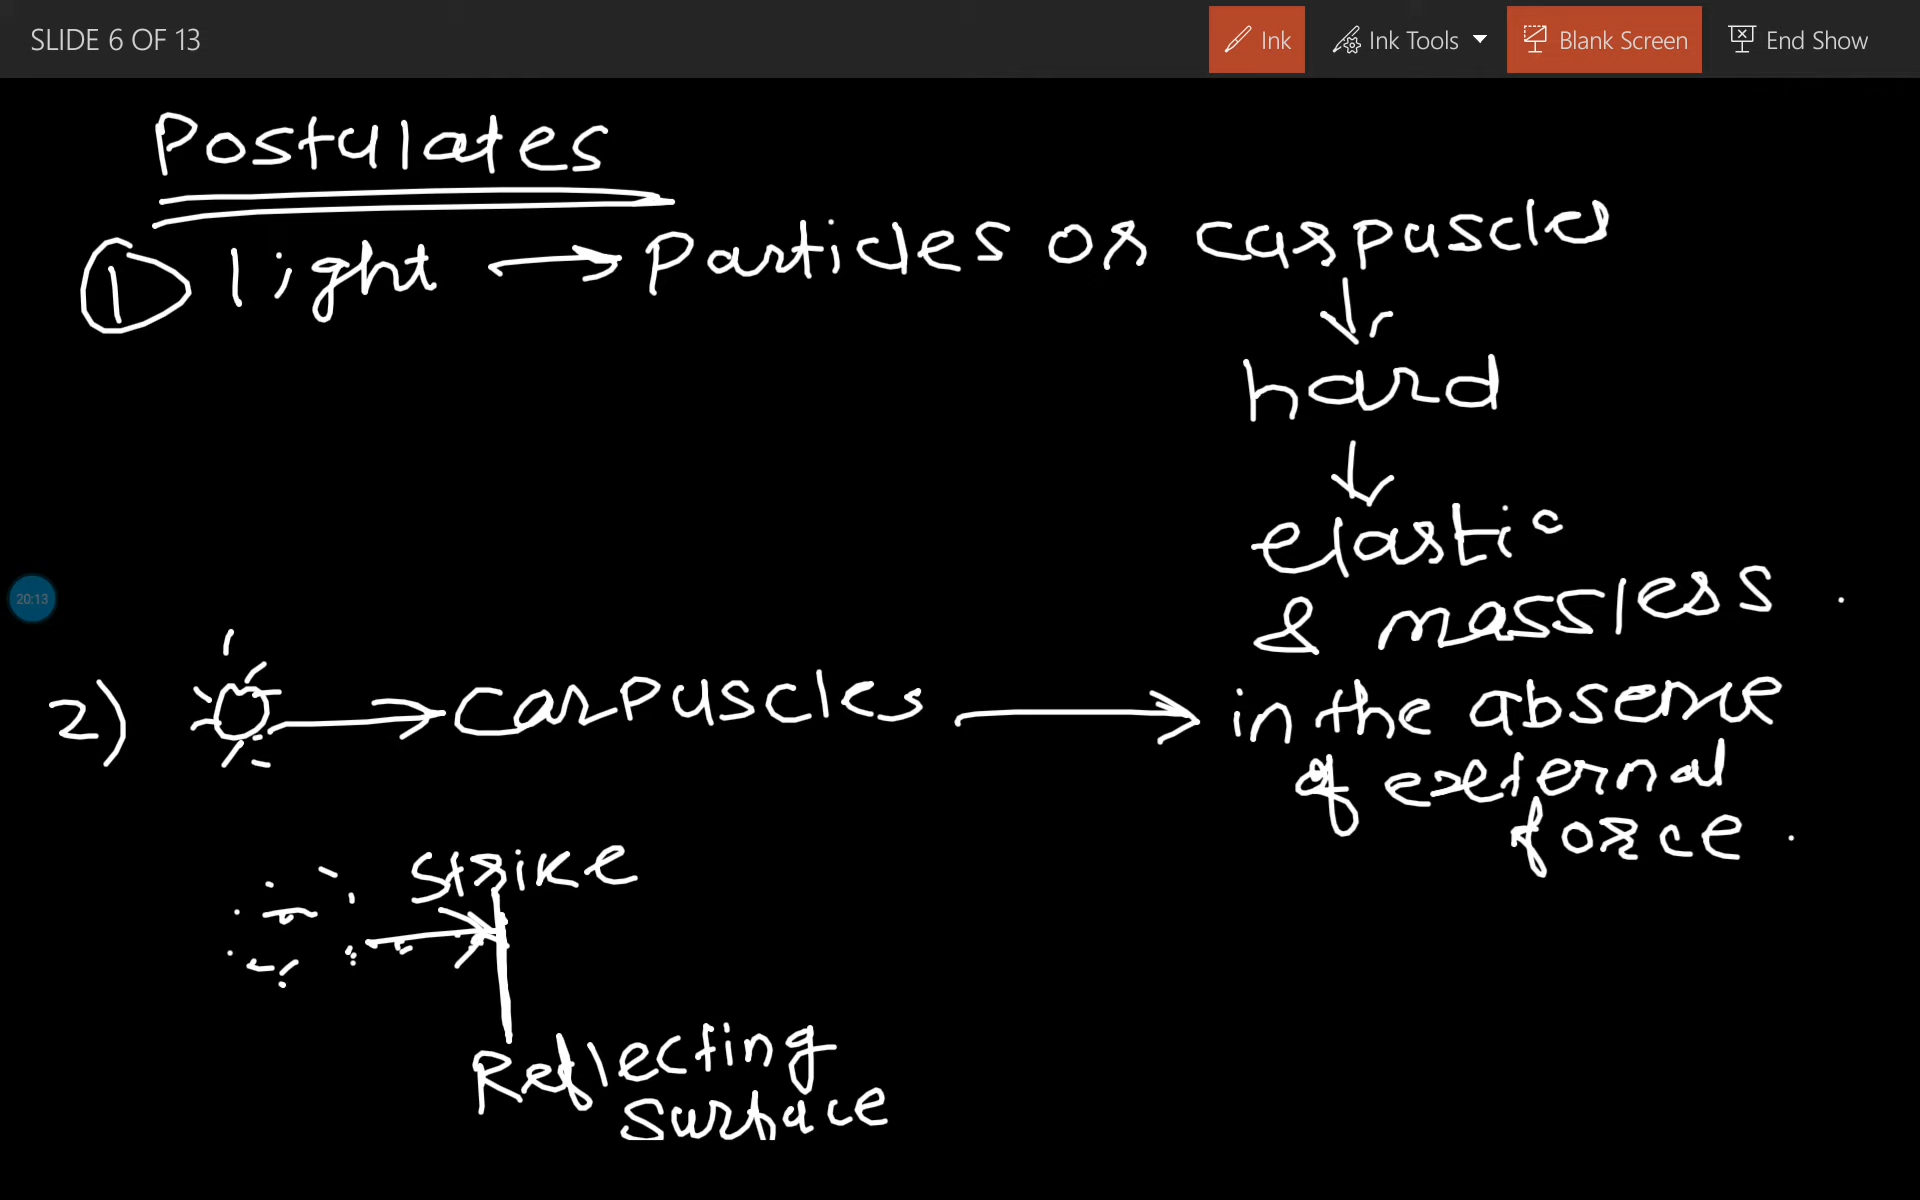 SLIDE 6 OF 13
Ink
Ink Tools
Blank Screen
End Show
Postulates
① light → Particles or carpuscles
↓
hard
↓
elastic
& massless .
20:13
2) → carpuscles → in the absence
of external
force .
Strike
Reflecting
surface